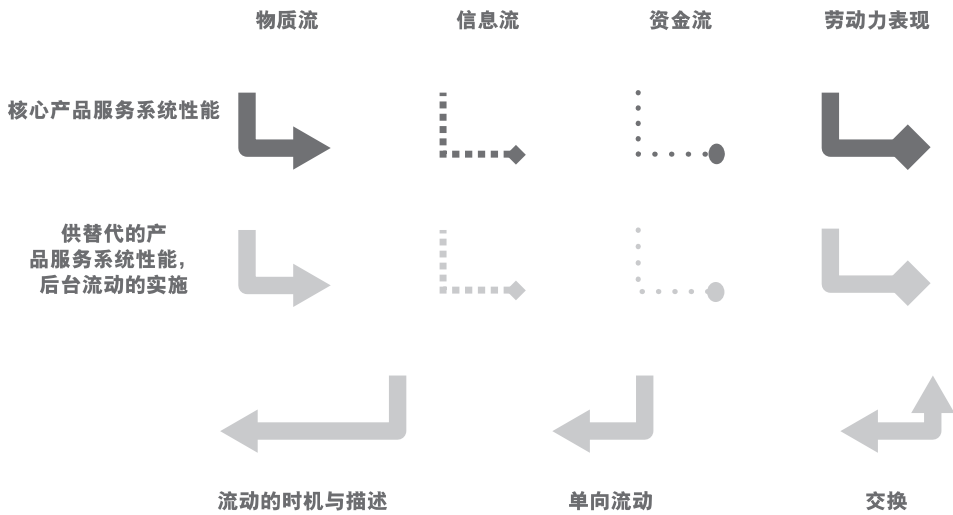 物质流
信息流
资金流
劳动力表现
核心产品服务系统性能
供替代的产
品服务系统性能,
后台流动的实施
流动的时机与描述
单向流动
交换